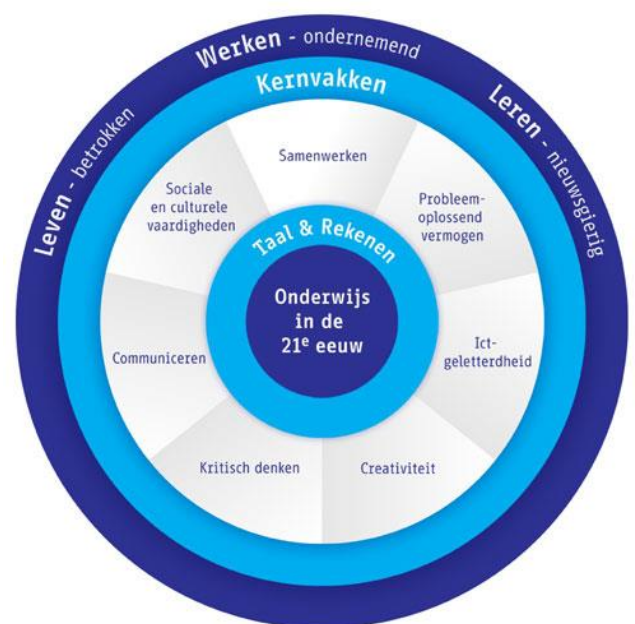 Werken - ondernemend
Leven - betrokken
Leren - nieuwsgierig
Kernvakken
Samenwerken
Sociale
en culturele
vaardigheden
Probleem-
oplossend
vermogen
Taal & Rekenen
Onderwijs
in de
21e eeuw
Communiceren
Ict-
geletterdheid
Kritisch denken
Creativiteit